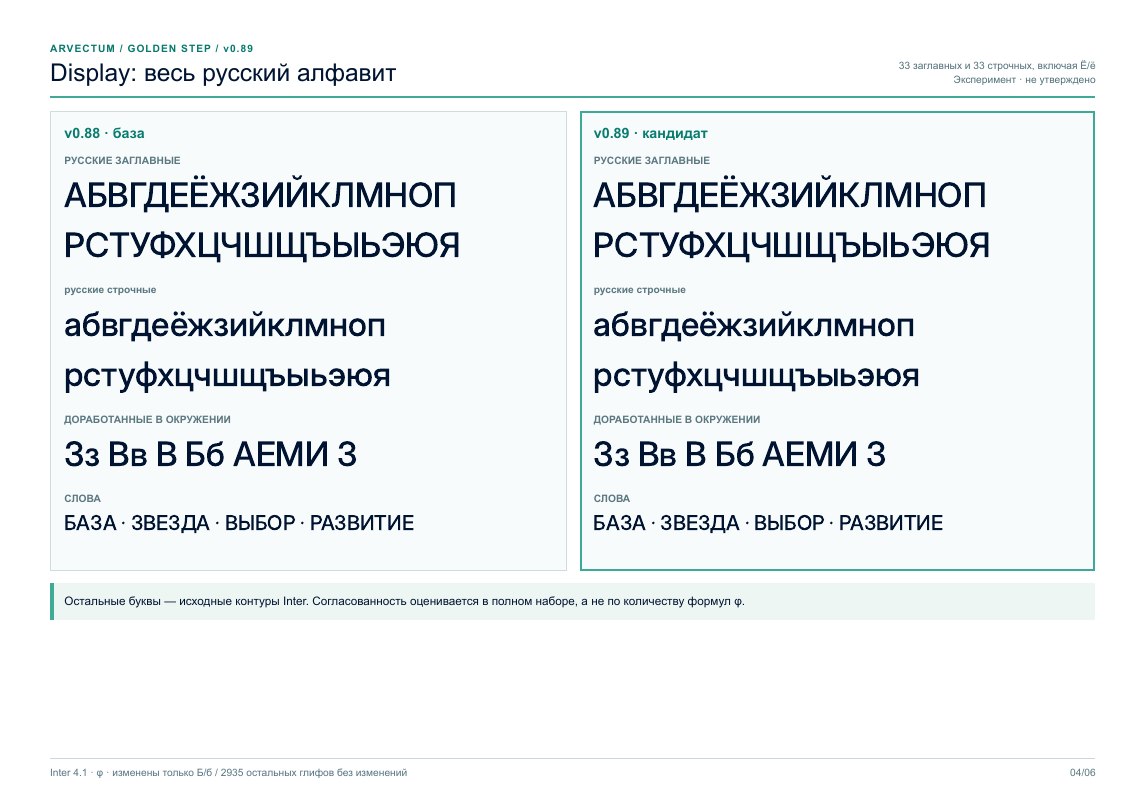 ARVECTUM / GOLDEN STEP / v0.89
Display: весь русский алфавит
33 заглавных и 33 строчных, включая Ё/ё
Эксперимент · не утверждено
v0.88 · база
РУССКИЕ ЗАГЛАВНЫЕ
АБВГДЕЁЖЗИЙКЛМНОП
РСТУФХЦЧШЩЪЫЬЭЮЯ
русские строчные
абвгдеёжзийклмноп
рстуфхцчшщъыьэюя
ДОРАБОТАННЫЕ В ОКРУЖЕНИИ
Зз Вв В Бб АЕМИ З
СЛОВА
БАЗА · ЗВЕЗДА · ВЫБОР · РАЗВИТИЕ
v0.89 · кандидат
РУССКИЕ ЗАГЛАВНЫЕ
АБВГДЕЁЖЗИЙКЛМНОП
РСТУФХЦЧШЩЪЫЬЭЮЯ
русские строчные
абвгдеёжзийклмноп
рстуфхцчшщъыьэюя
ДОРАБОТАННЫЕ В ОКРУЖЕНИИ
Зз Вв В Бб АЕМИ З
СЛОВА
БАЗА · ЗВЕЗДА · ВЫБОР · РАЗВИТИЕ
Остальные буквы — исходные контуры Inter. Согласованность оценивается в полном наборе, а не по количеству формул φ.
Inter 4.1 · φ · изменены только Б/б / 2935 остальных глифов без изменений
04/06